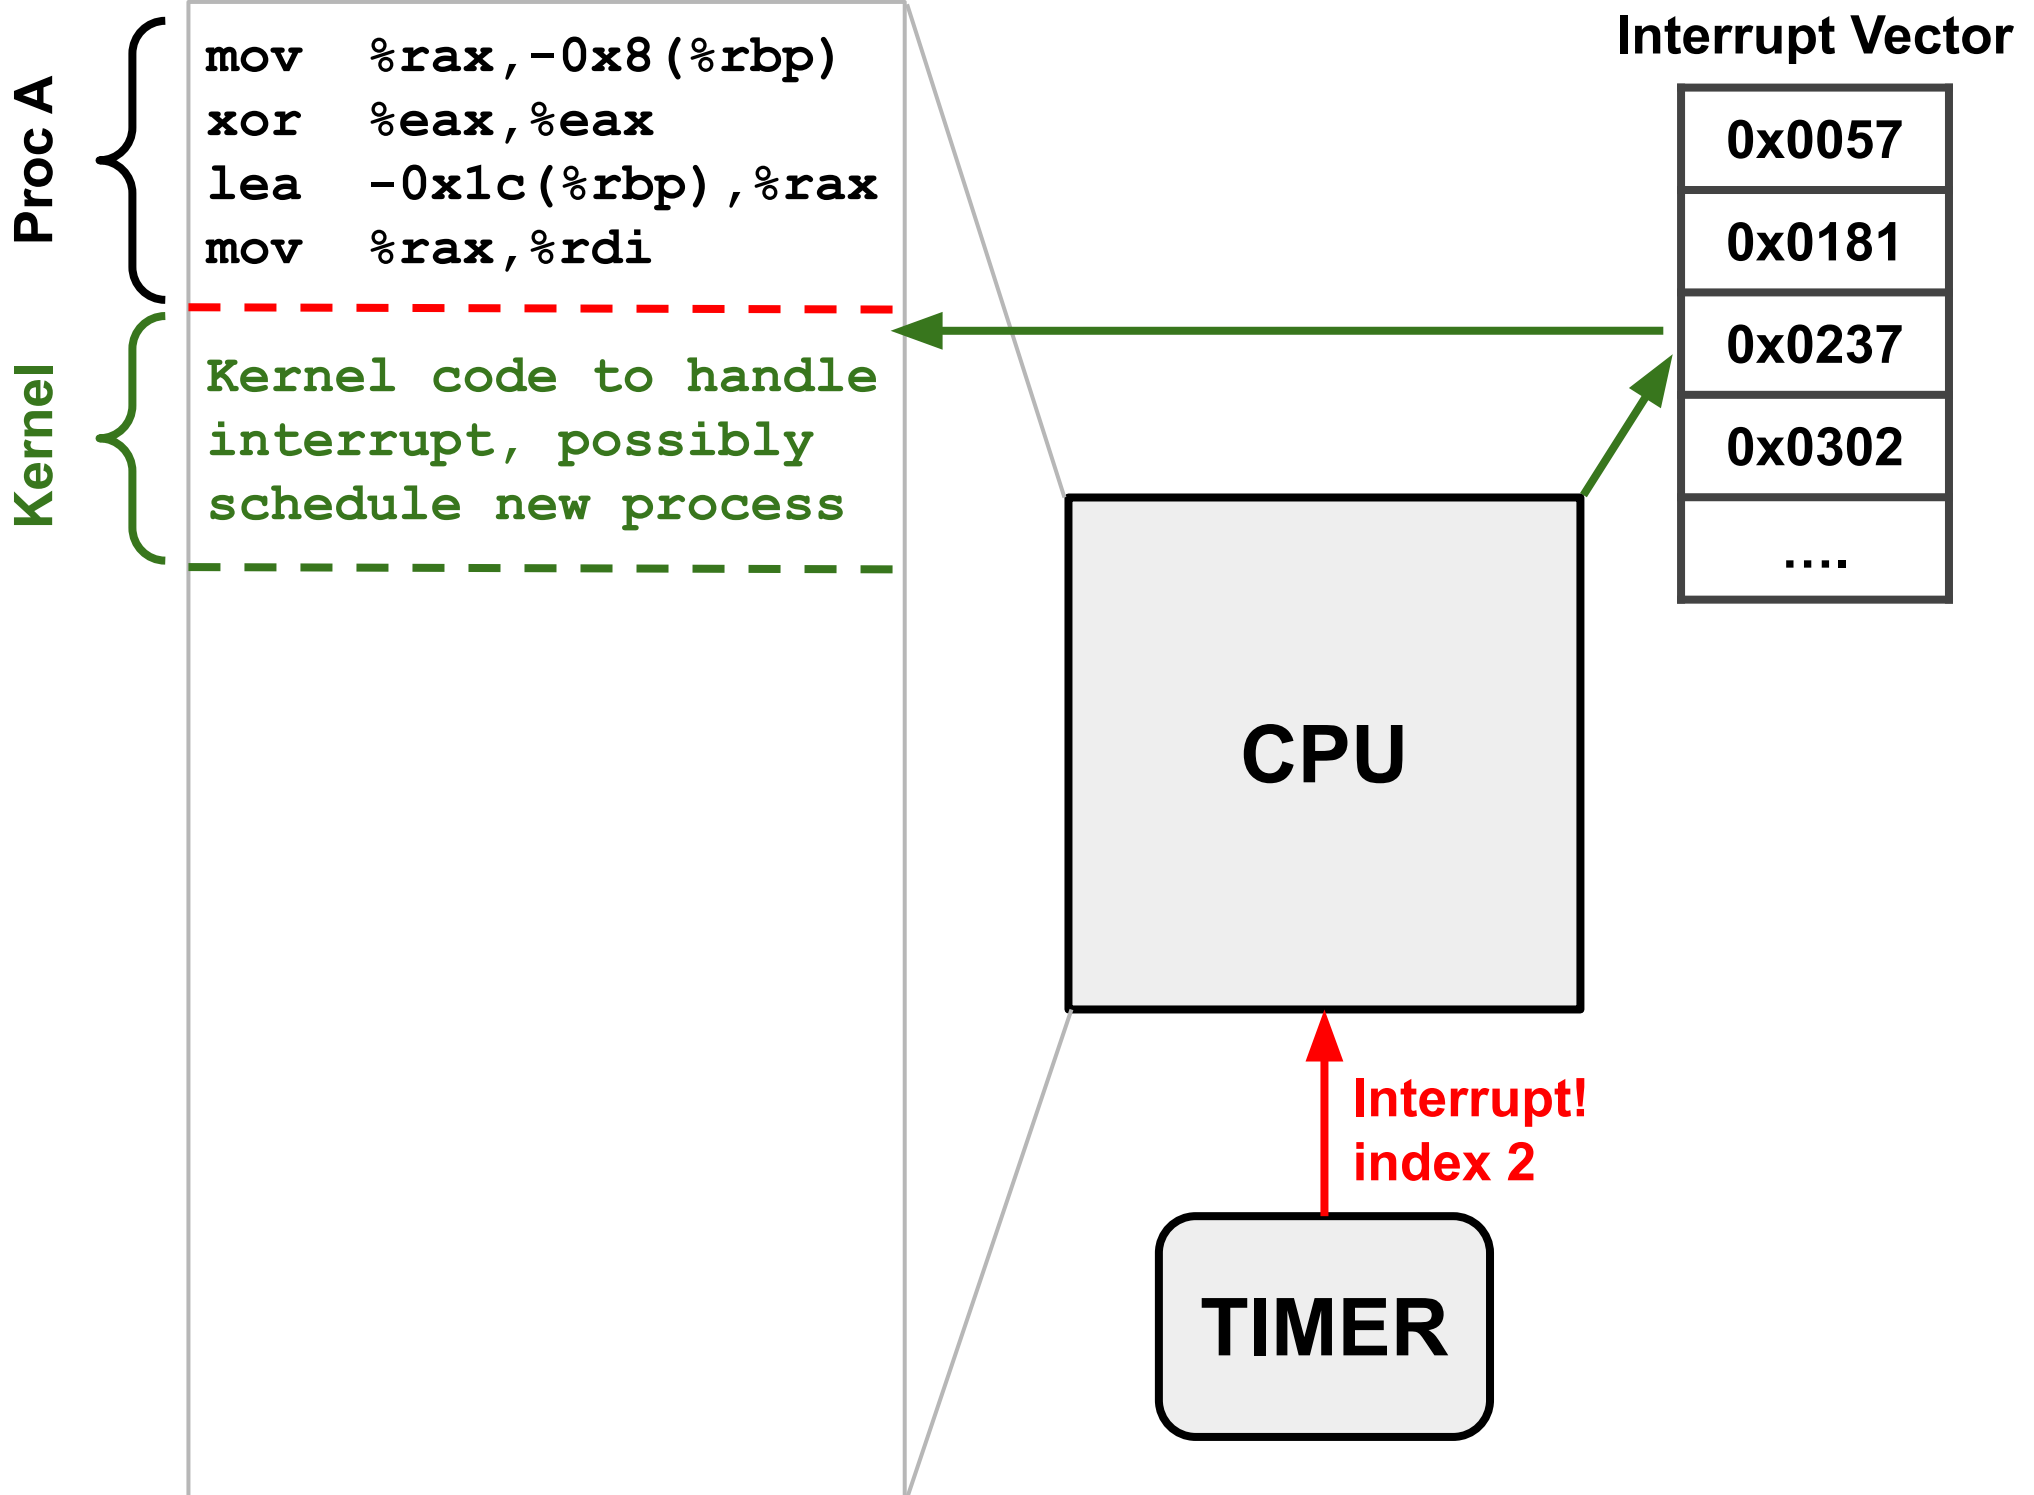 Proc A
mov %rax,-0x8(%rbp)
xor %eax,%eax
lea -0x1c(%rbp),%rax
mov %rax,%rdi
Kernel
Kernel code to handle
interrupt, possibly
schedule new process
Interrupt Vector
0x0057
0x0181
0x0237
0x0302
....
CPU
Interrupt!
index 2
TIMER